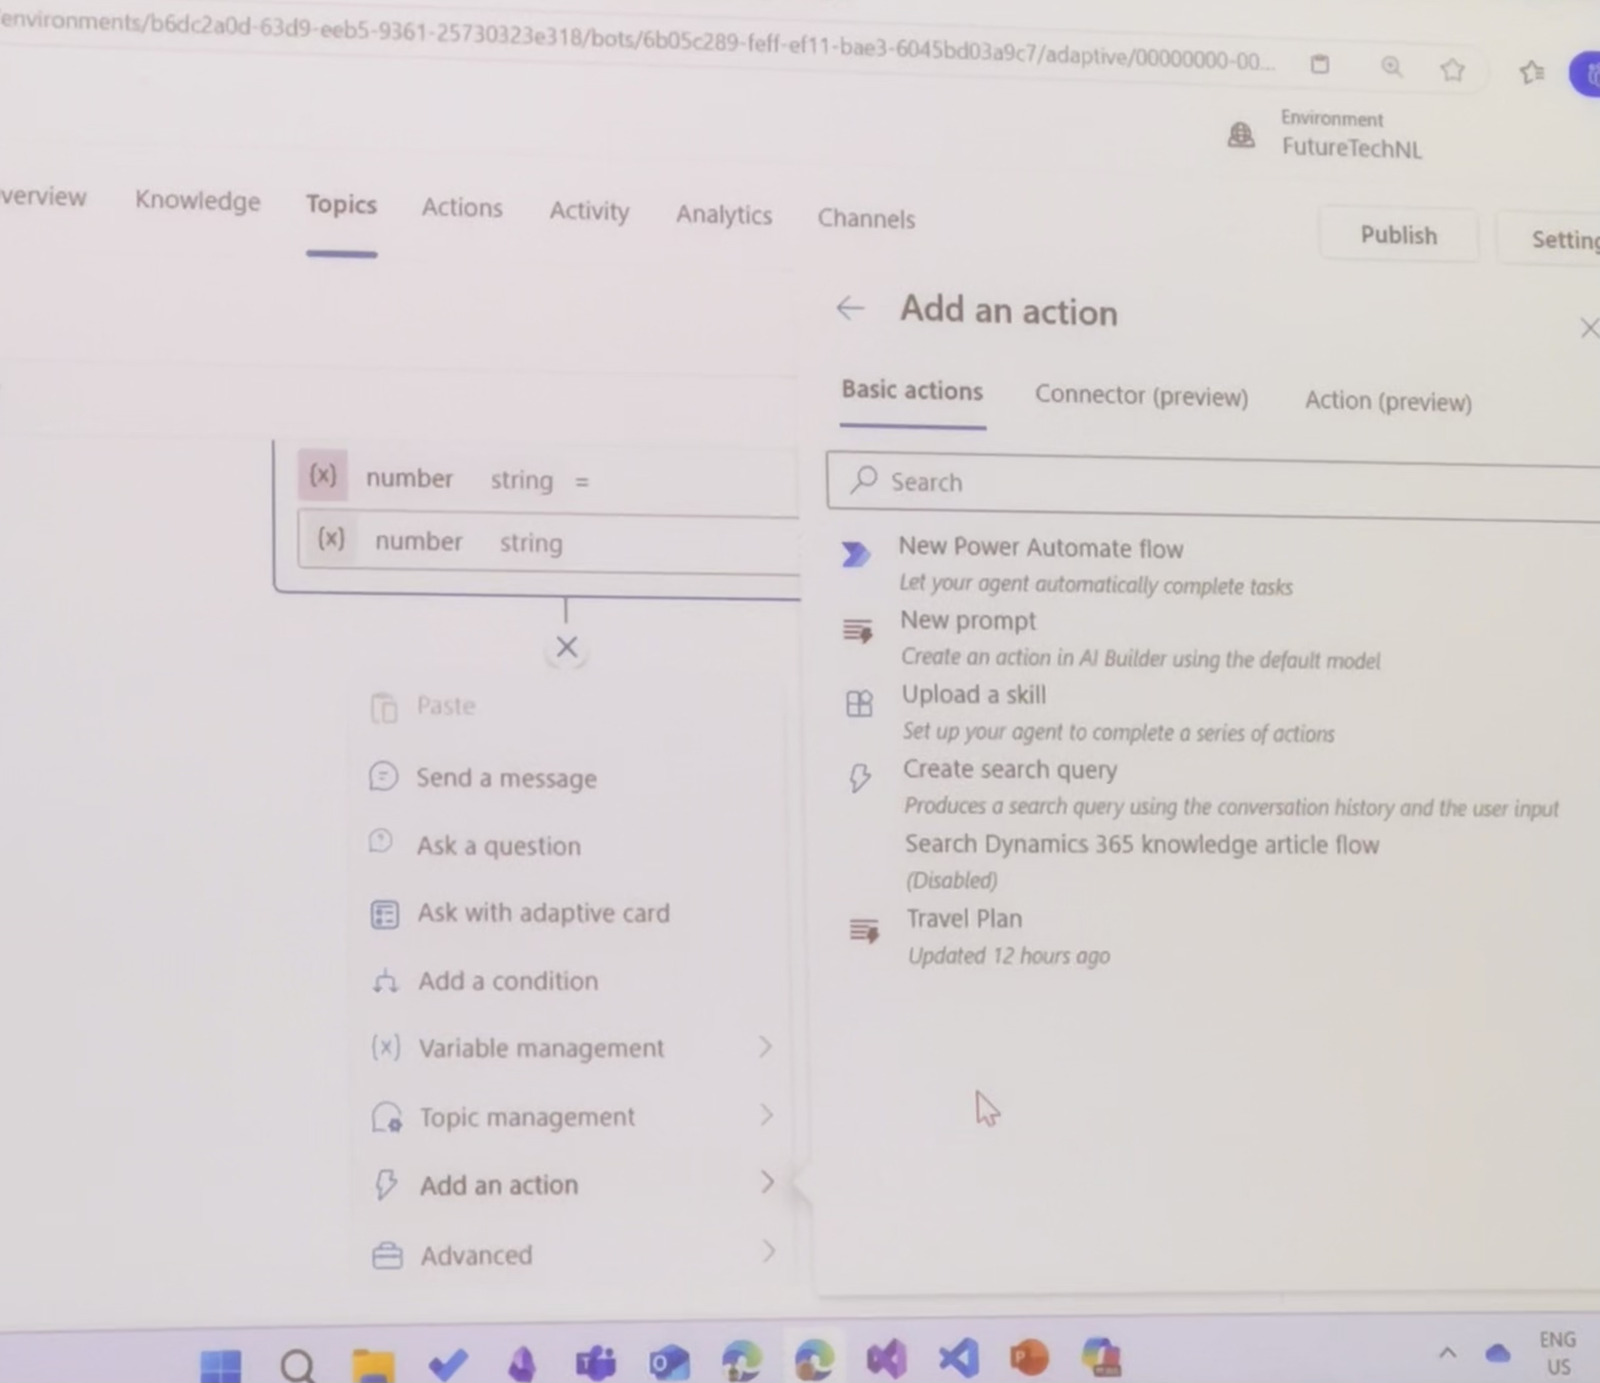 environments/b6dc2a0d-63d9-eeb5-9361-25730323e318/bots/6b05c289-feff-ef11-bae3-6045bd03a9c7/adaptive/00000000-00...
Environment
FutureTechNL
verview Knowledge Topics Actions Activity Analytics Channels
Publish Setting
Add an action
Basic actions Connector (preview) Action (preview)
Search
(x) number string =
(x) number string
New Power Automate flow
Let your agent automatically complete tasks
New prompt
Create an action in AI Builder using the default model
Upload a skill
Set up your agent to complete a series of actions
Create search query
Produces a search query using the conversation history and the user input
Search Dynamics 365 knowledge article flow
(Disabled)
Travel Plan
Updated 12 hours ago
Paste
Send a message
Ask a question
Ask with adaptive card
Add a condition
(x) Variable management
Topic management
Add an action
Advanced
ENG
US